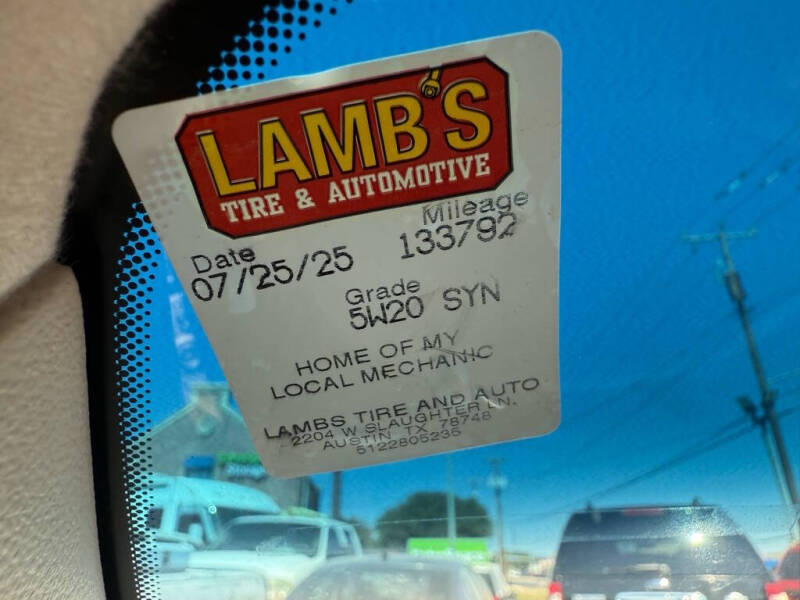 LAMB'S
TIRE & AUTOMOTIVE
Date Mileage
07/25/25 133792
Grade
5W20 SYN
HOME OF MY
LOCAL MECHANIC
LAMBS TIRE AND AUTO
2204 W SLAUGHTER LN.
AUSTIN, TX, 78748
5122805235